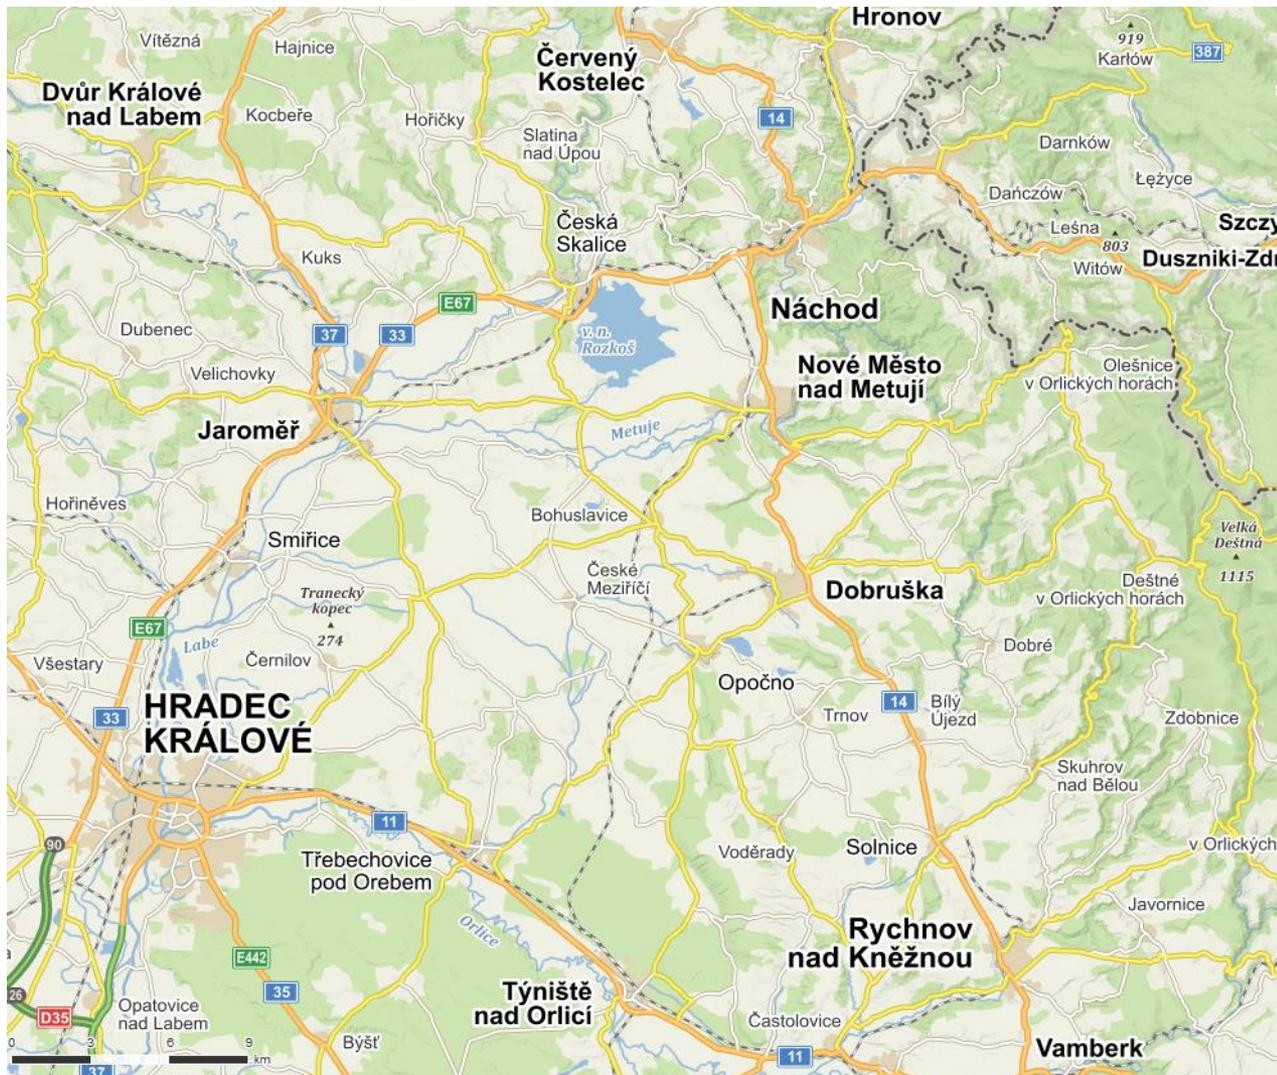 Hronov
919
Karłów
387
Vítězná
Hajnice
Červený
Kostelec
Dvůr Králové
nad Labem
Kocbeře
Hořičky
14
Slatina
nad Úpou
Darnków
Łężyce
Dańczów
Česká
Skalice
Leśna
Szczy
803
Kuks
Witów
Duszniki-Zdr
E67
Náchod
Dubenec
37
33
v. n.
Rozkoš
Velichovky
Nové Město
nad Metují
Olešnice
v Orlických horách
Jaroměř
Metuje
Hořiněves
Bohuslavice
Smiřice
Velká
Deštná
1115
České
Meziříčí
Tranecký
kopec
274
Dobruška
Deštné
v Orlických horách
E67
Labe
Dobré
Všestary
Černilov
Opočno
HRADEC
KRÁLOVÉ
33
14
Bílý
Újezd
Trnov
Zdobnice
Skuhrov
nad Bělou
11
90
Třebechovice
pod Orebem
Voděrady
Solnice
v Orlických
Javornice
Orlice
Rychnov
nad Kněžnou
a
E442
35
26
D35
Opatovice
nad Labem
Týniště
nad Orlicí
Častolovice
Býšť
11
Vamberk
0 3 6 9 km
37